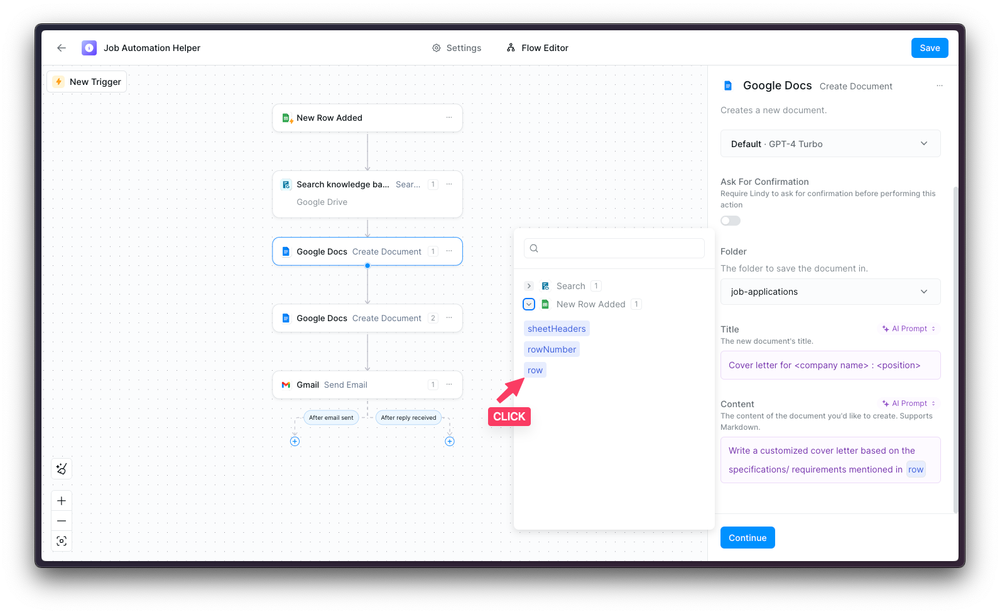 Job Automation Helper
Settings
Flow Editor
Save
New Trigger
New Row Added
Search knowledge ba... Sear... 1
Google Drive
Google Docs Create Document 1
Google Docs Create Document 2
Gmail Send Email 1
After email sent
After reply received
Search 1
New Row Added 1
sheetHeaders
rowNumber
row
CLICK
Google Docs Create Document
Creates a new document.
Default · GPT-4 Turbo
Ask For Confirmation
Require Lindy to ask for confirmation before performing this
action
Folder
The folder to save the document in.
job-applications
Title
AI Prompt
The new document's title.
Cover letter for <company name> : <position>
Content
AI Prompt
The content of the document you'd like to create. Supports
Markdown.
Write a customized cover letter based on the
specifications/ requirements mentioned in row
Continue